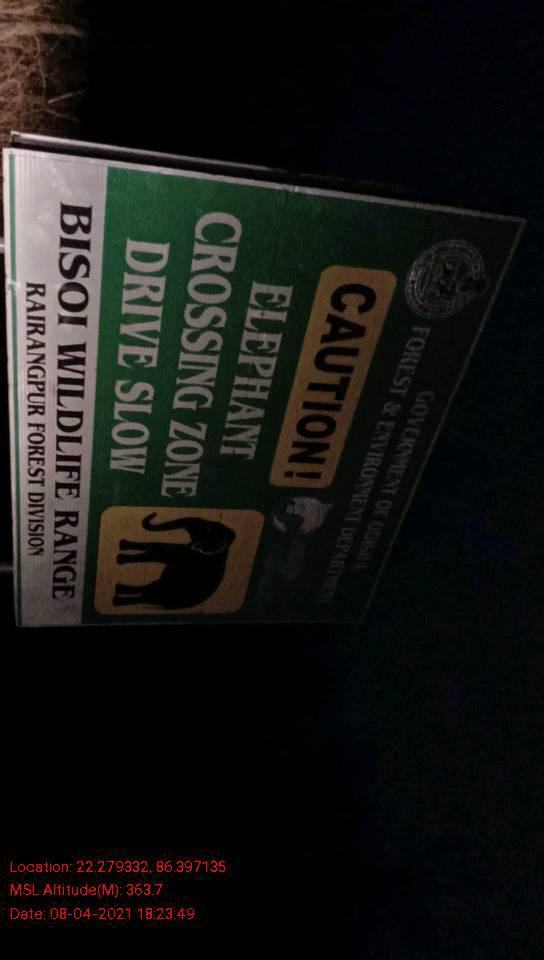 GOVERNMENT OF ODISHA
FOREST & ENVIRONMENT DEPARTMENT
CAUTION!
ELEPHANT
CROSSING ZONE
DRIVE SLOW
BISOI WILDLIFE RANGE
RAIRANGPUR FOREST DIVISION
Location: 22.279332, 86.397135
MSL Altitude(M): 363.7
Date: 08-04-2021 18:23:49